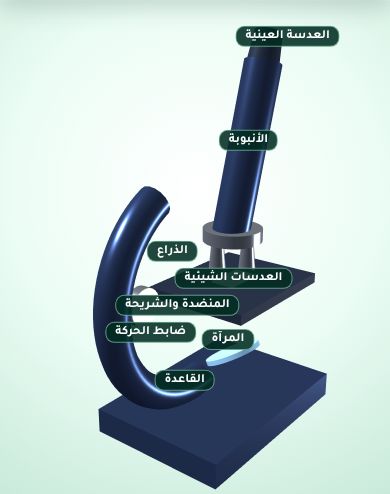 العدسة العينية
الأنبوبة
الذراع
العدسات الشيئية
المنضدة والشريحة
ضابط الحركة
المرآة
القاعدة